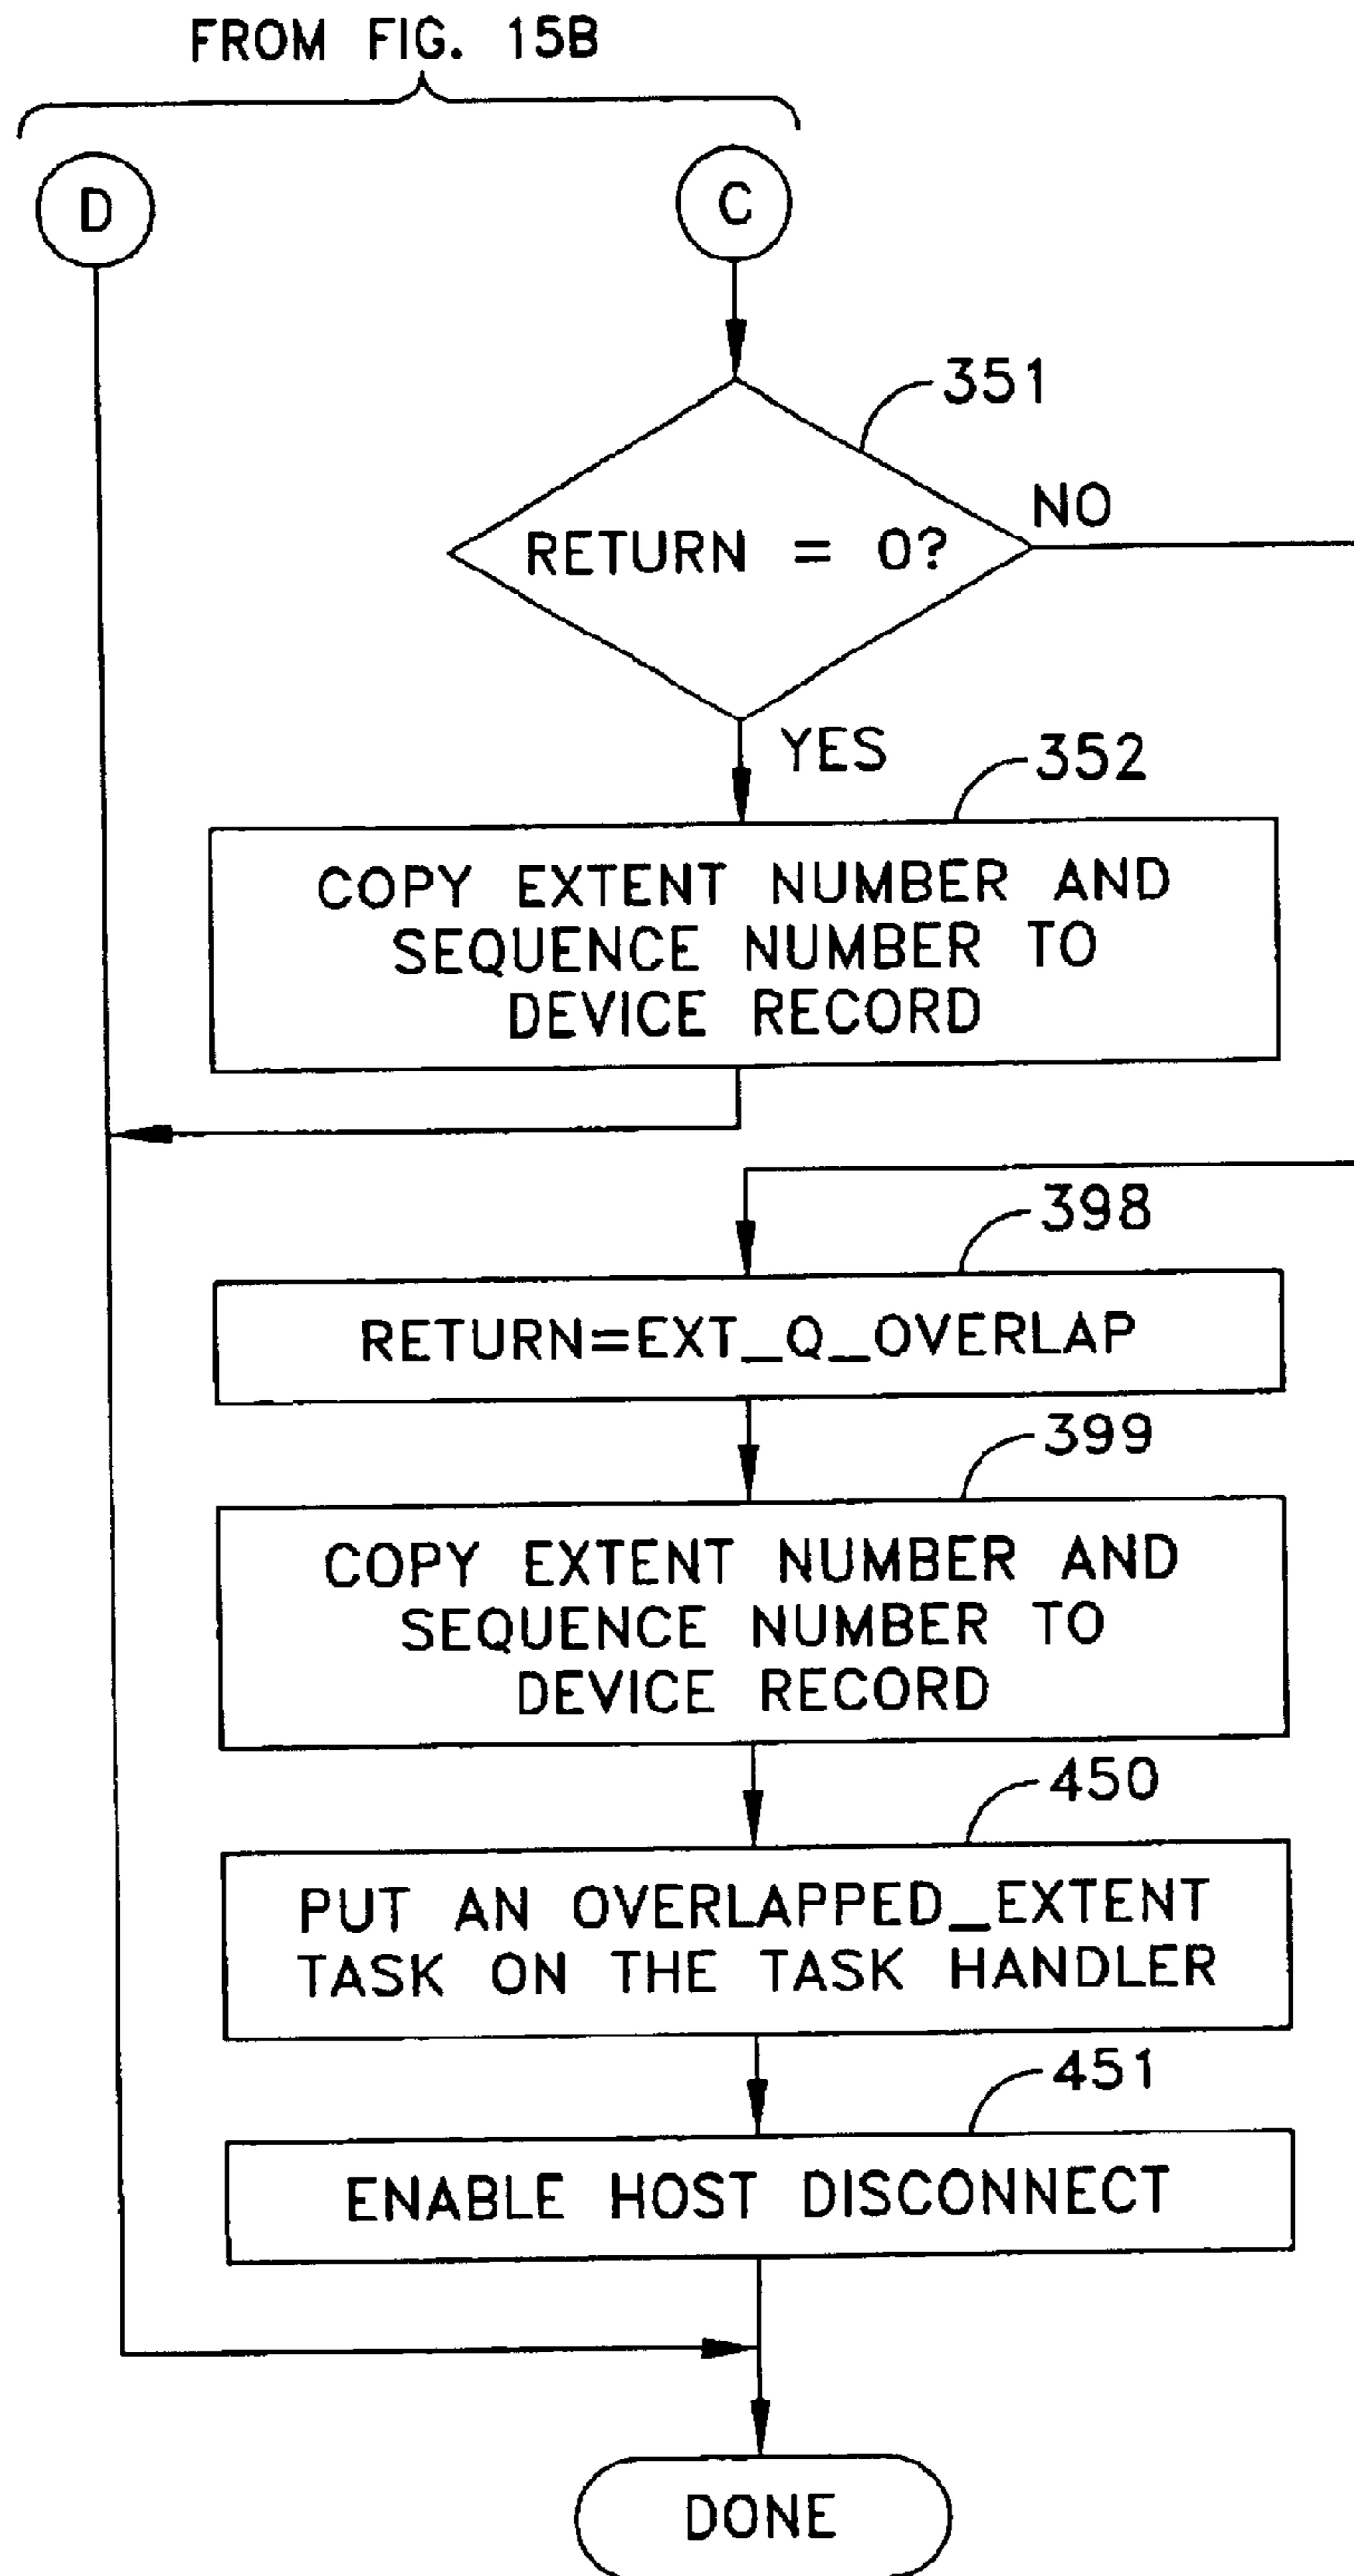 FROM FIG. 15B
D
C
351
RETURN = 0?
NO
YES
352
COPY EXTENT NUMBER AND
SEQUENCE NUMBER TO
DEVICE RECORD
398
RETURN=EXT_Q_OVERLAP
399
COPY EXTENT NUMBER AND
SEQUENCE NUMBER TO
DEVICE RECORD
450
PUT AN OVERLAPPED_EXTENT
TASK ON THE TASK HANDLER
451
ENABLE HOST DISCONNECT
DONE